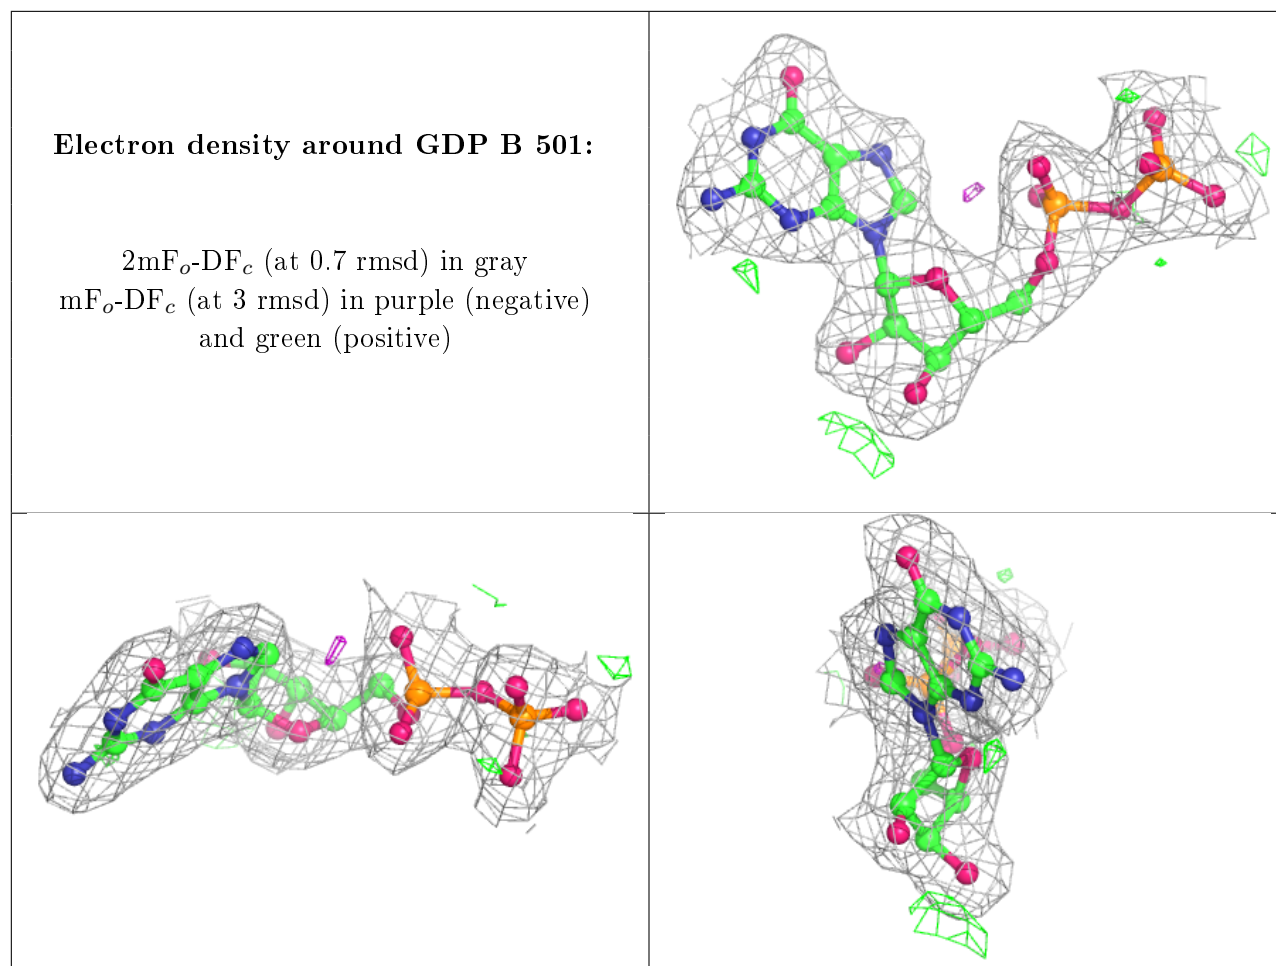 Electron density around GDP B 501:
2mFo-DFc (at 0.7 rmsd) in gray
mFo-DFc (at 3 rmsd) in purple (negative)
and green (positive)